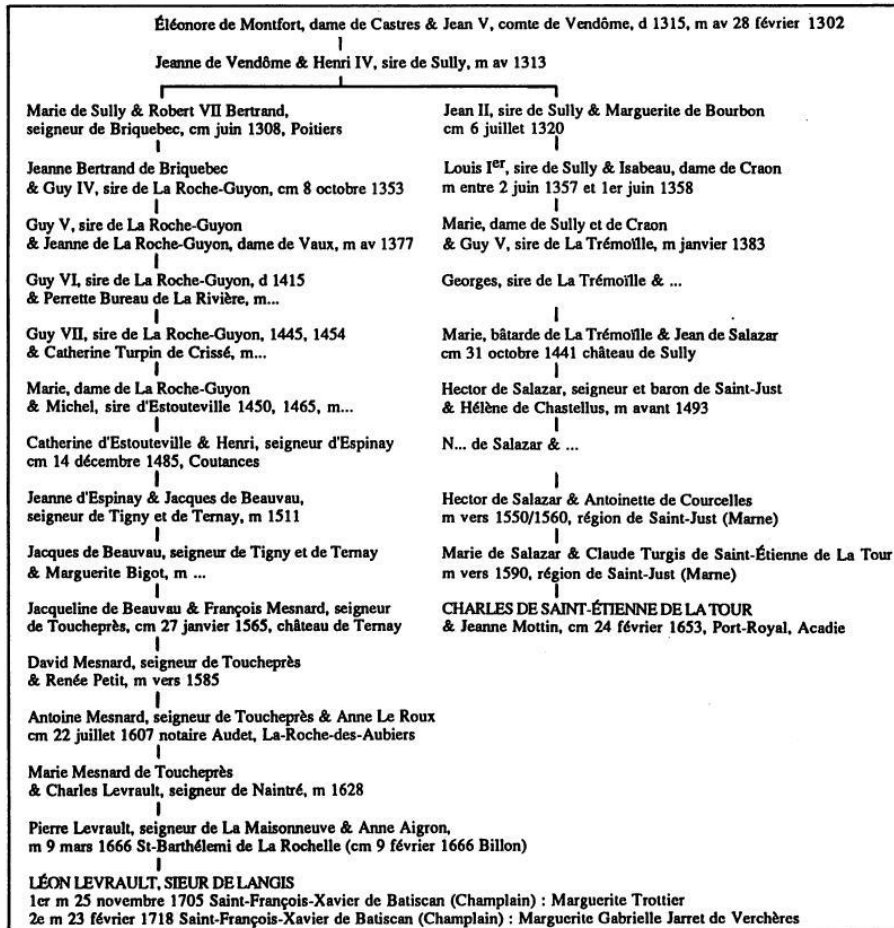 Éléonore de Montfort, dame de Castres & Jean V, comte de Vendôme, d 1315, m av 28 février 1302
Jeanne de Vendôme & Henri IV, sire de Sully, m av 1313
Marie de Sully & Robert VII Bertrand,
seigneur de Briquebec, cm juin 1308, Poitiers
Jeanne Bertrand de Briquebec
& Guy IV, sire de La Roche-Guyon, cm 8 octobre 1353
Guy V, sire de La Roche-Guyon
& Jeanne de La Roche-Guyon, dame de Vaux, m av 1377
Guy VI, sire de La Roche-Guyon, d 1415
& Perrette Bureau de La Rivière, m...
Guy VII, sire de La Roche-Guyon, 1445, 1454
& Catherine Turpin de Crissé, m...
Marie, dame de La Roche-Guyon
& Michel, sire d'Estouteville 1450, 1465, m...
Catherine d'Estouteville & Henri, seigneur d'Espinay
cm 14 décembre 1485, Coutances
Jeanne d'Espinay & Jacques de Beauvau,
seigneur de Tigny et de Ternay, m 1511
Jacques de Beauvau, seigneur de Tigny et de Ternay
& Marguerite Bigot, m ...
Jacqueline de Beauvau & François Mesnard, seigneur
de Toucheprès, cm 27 janvier 1565, château de Ternay
David Mesnard, seigneur de Toucheprès
& Renée Petit, m vers 1585
Antoine Mesnard, seigneur de Toucheprès & Anne Le Roux
cm 22 juillet 1607 notaire Audet, La-Roche-des-Aubiers
Marie Mesnard de Toucheprès
& Charles Levrault, seigneur de Naintré, m 1628
Pierre Levrault, seigneur de La Maisonneuve & Anne Aigron,
m 9 mars 1666 St-Barthélemi de La Rochelle (cm 9 février 1666 Billon)
LÉON LEVRAULT, SIEUR DE LANGIS
1er m 25 novembre 1705 Saint-François-Xavier de Batiscan (Champlain) : Marguerite Trottier
2e m 23 février 1718 Saint-François-Xavier de Batiscan (Champlain) : Marguerite Gabrielle Jarret de Verchères
Jean II, sire de Sully & Marguerite de Bourbon
cm 6 juillet 1320
Louis Ier, sire de Sully & Isabeau, dame de Craon
m entre 2 juin 1357 et 1er juin 1358
Marie, dame de Sully et de Craon
& Guy V, sire de La Trémoïlle, m janvier 1383
Georges, sire de La Trémoïlle & ...
Marie, bâtarde de La Trémoïlle & Jean de Salazar
cm 31 octobre 1441 château de Sully
Hector de Salazar, seigneur et baron de Saint-Just
& Hélène de Chastellus, m avant 1493
N... de Salazar & ...
Hector de Salazar & Antoinette de Courcelles
m vers 1550/1560, région de Saint-Just (Marne)
Marie de Salazar & Claude Turgis de Saint-Étienne de La Tour
m vers 1590, région de Saint-Just (Marne)
CHARLES DE SAINT-ÉTIENNE DE LA TOUR
& Jeanne Mottin, cm 24 février 1653, Port-Royal, Acadie